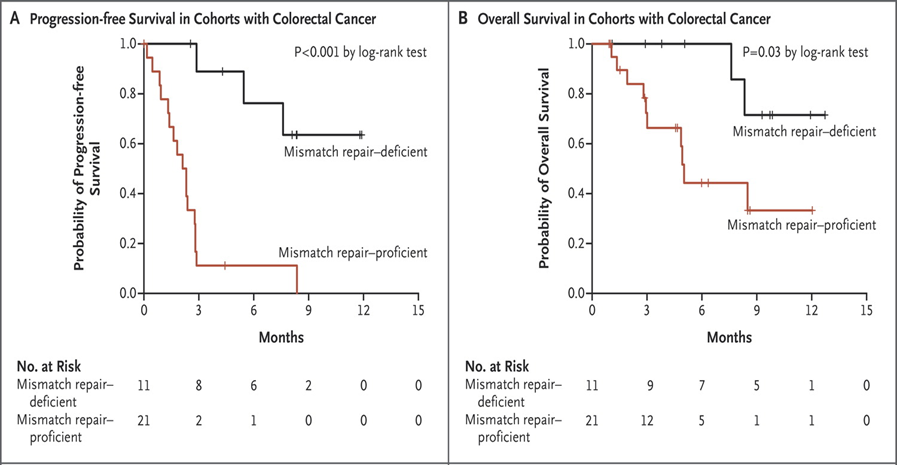 A Progression-free Survival in Cohorts with Colorectal Cancer
P<0.001 by log-rank test
1.0
0.8
0.6
0.4
0.2
0.0
Probability of Progression-free
Survival
Mismatch repair–deficient
Mismatch repair–proficient
0 3 6 9 12 15
Months
No. at Risk
Mismatch repair–
deficient
11 8 6 2 0 0
Mismatch repair–
proficient
21 2 1 0 0 0
B Overall Survival in Cohorts with Colorectal Cancer
P=0.03 by log-rank test
1.0
0.8
0.6
0.4
0.2
0.0
Probability of Overall Survival
Mismatch repair–deficient
Mismatch repair–proficient
0 3 6 9 12 15
Months
No. at Risk
Mismatch repair–
deficient
11 9 7 5 1 0
Mismatch repair–
proficient
21 12 5 1 1 0